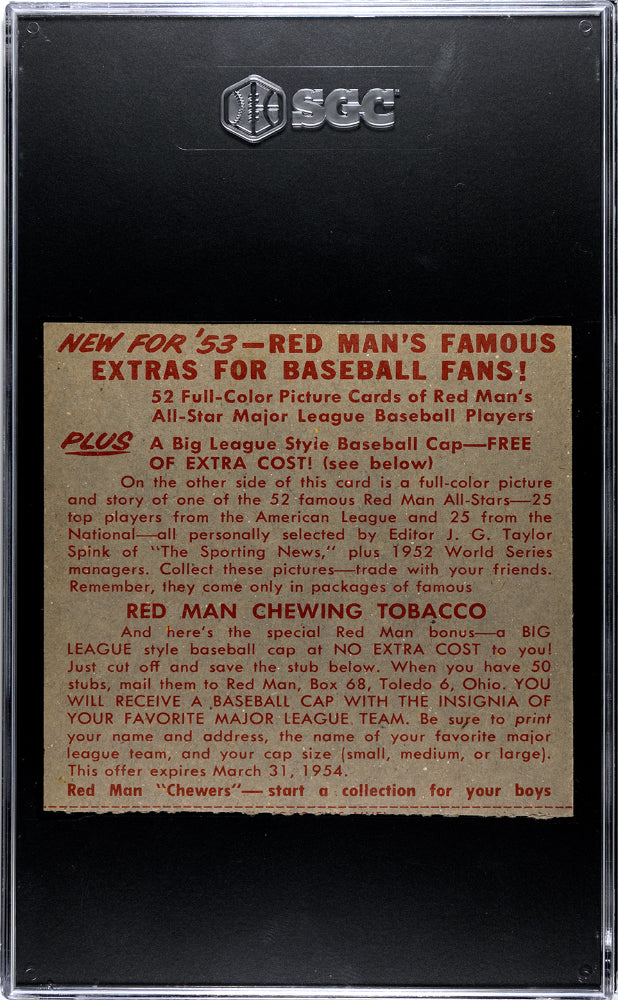 SGC
NEW FOR '53—RED MAN'S FAMOUS
EXTRAS FOR BASEBALL FANS!
52 Full-Color Picture Cards of Red Man's
All-Star Major League Baseball Players
PLUS A Big League Style Baseball Cap—FREE
OF EXTRA COST! (see below)
On the other side of this card is a full-color picture
and story of one of the 52 famous Red Man All-Stars—25
top players from the American League and 25 from the
National—all personally selected by Editor J. G. Taylor
Spink of "The Sporting News," plus 1952 World Series
managers. Collect these pictures—trade with your friends.
Remember, they come only in packages of famous
RED MAN CHEWING TOBACCO
And here's the special Red Man bonus—a BIG
LEAGUE style baseball cap at NO EXTRA COST to you!
Just cut off and save the stub below. When you have 50
stubs, mail them to Red Man, Box 68, Toledo 6, Ohio. YOU
WILL RECEIVE A BASEBALL CAP WITH THE INSIGNIA OF
YOUR FAVORITE MAJOR LEAGUE TEAM. Be sure to print
your name and address, the name of your favorite major
league team, and your cap size (small, medium, or large).
This offer expires March 31, 1954.
Red Man "Chewers"—start a collection for your boys